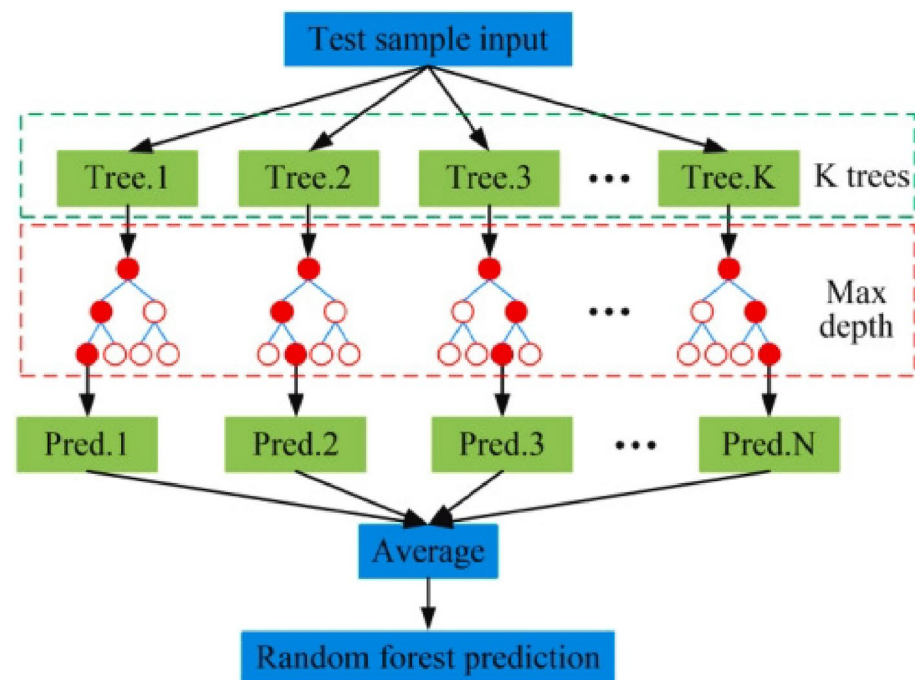 Test sample input
Tree.1
Tree.2
Tree.3
•••
Tree.K
K trees
•••
Max
depth
Pred.1
Pred.2
Pred.3
•••
Pred.N
Average
Random forest prediction